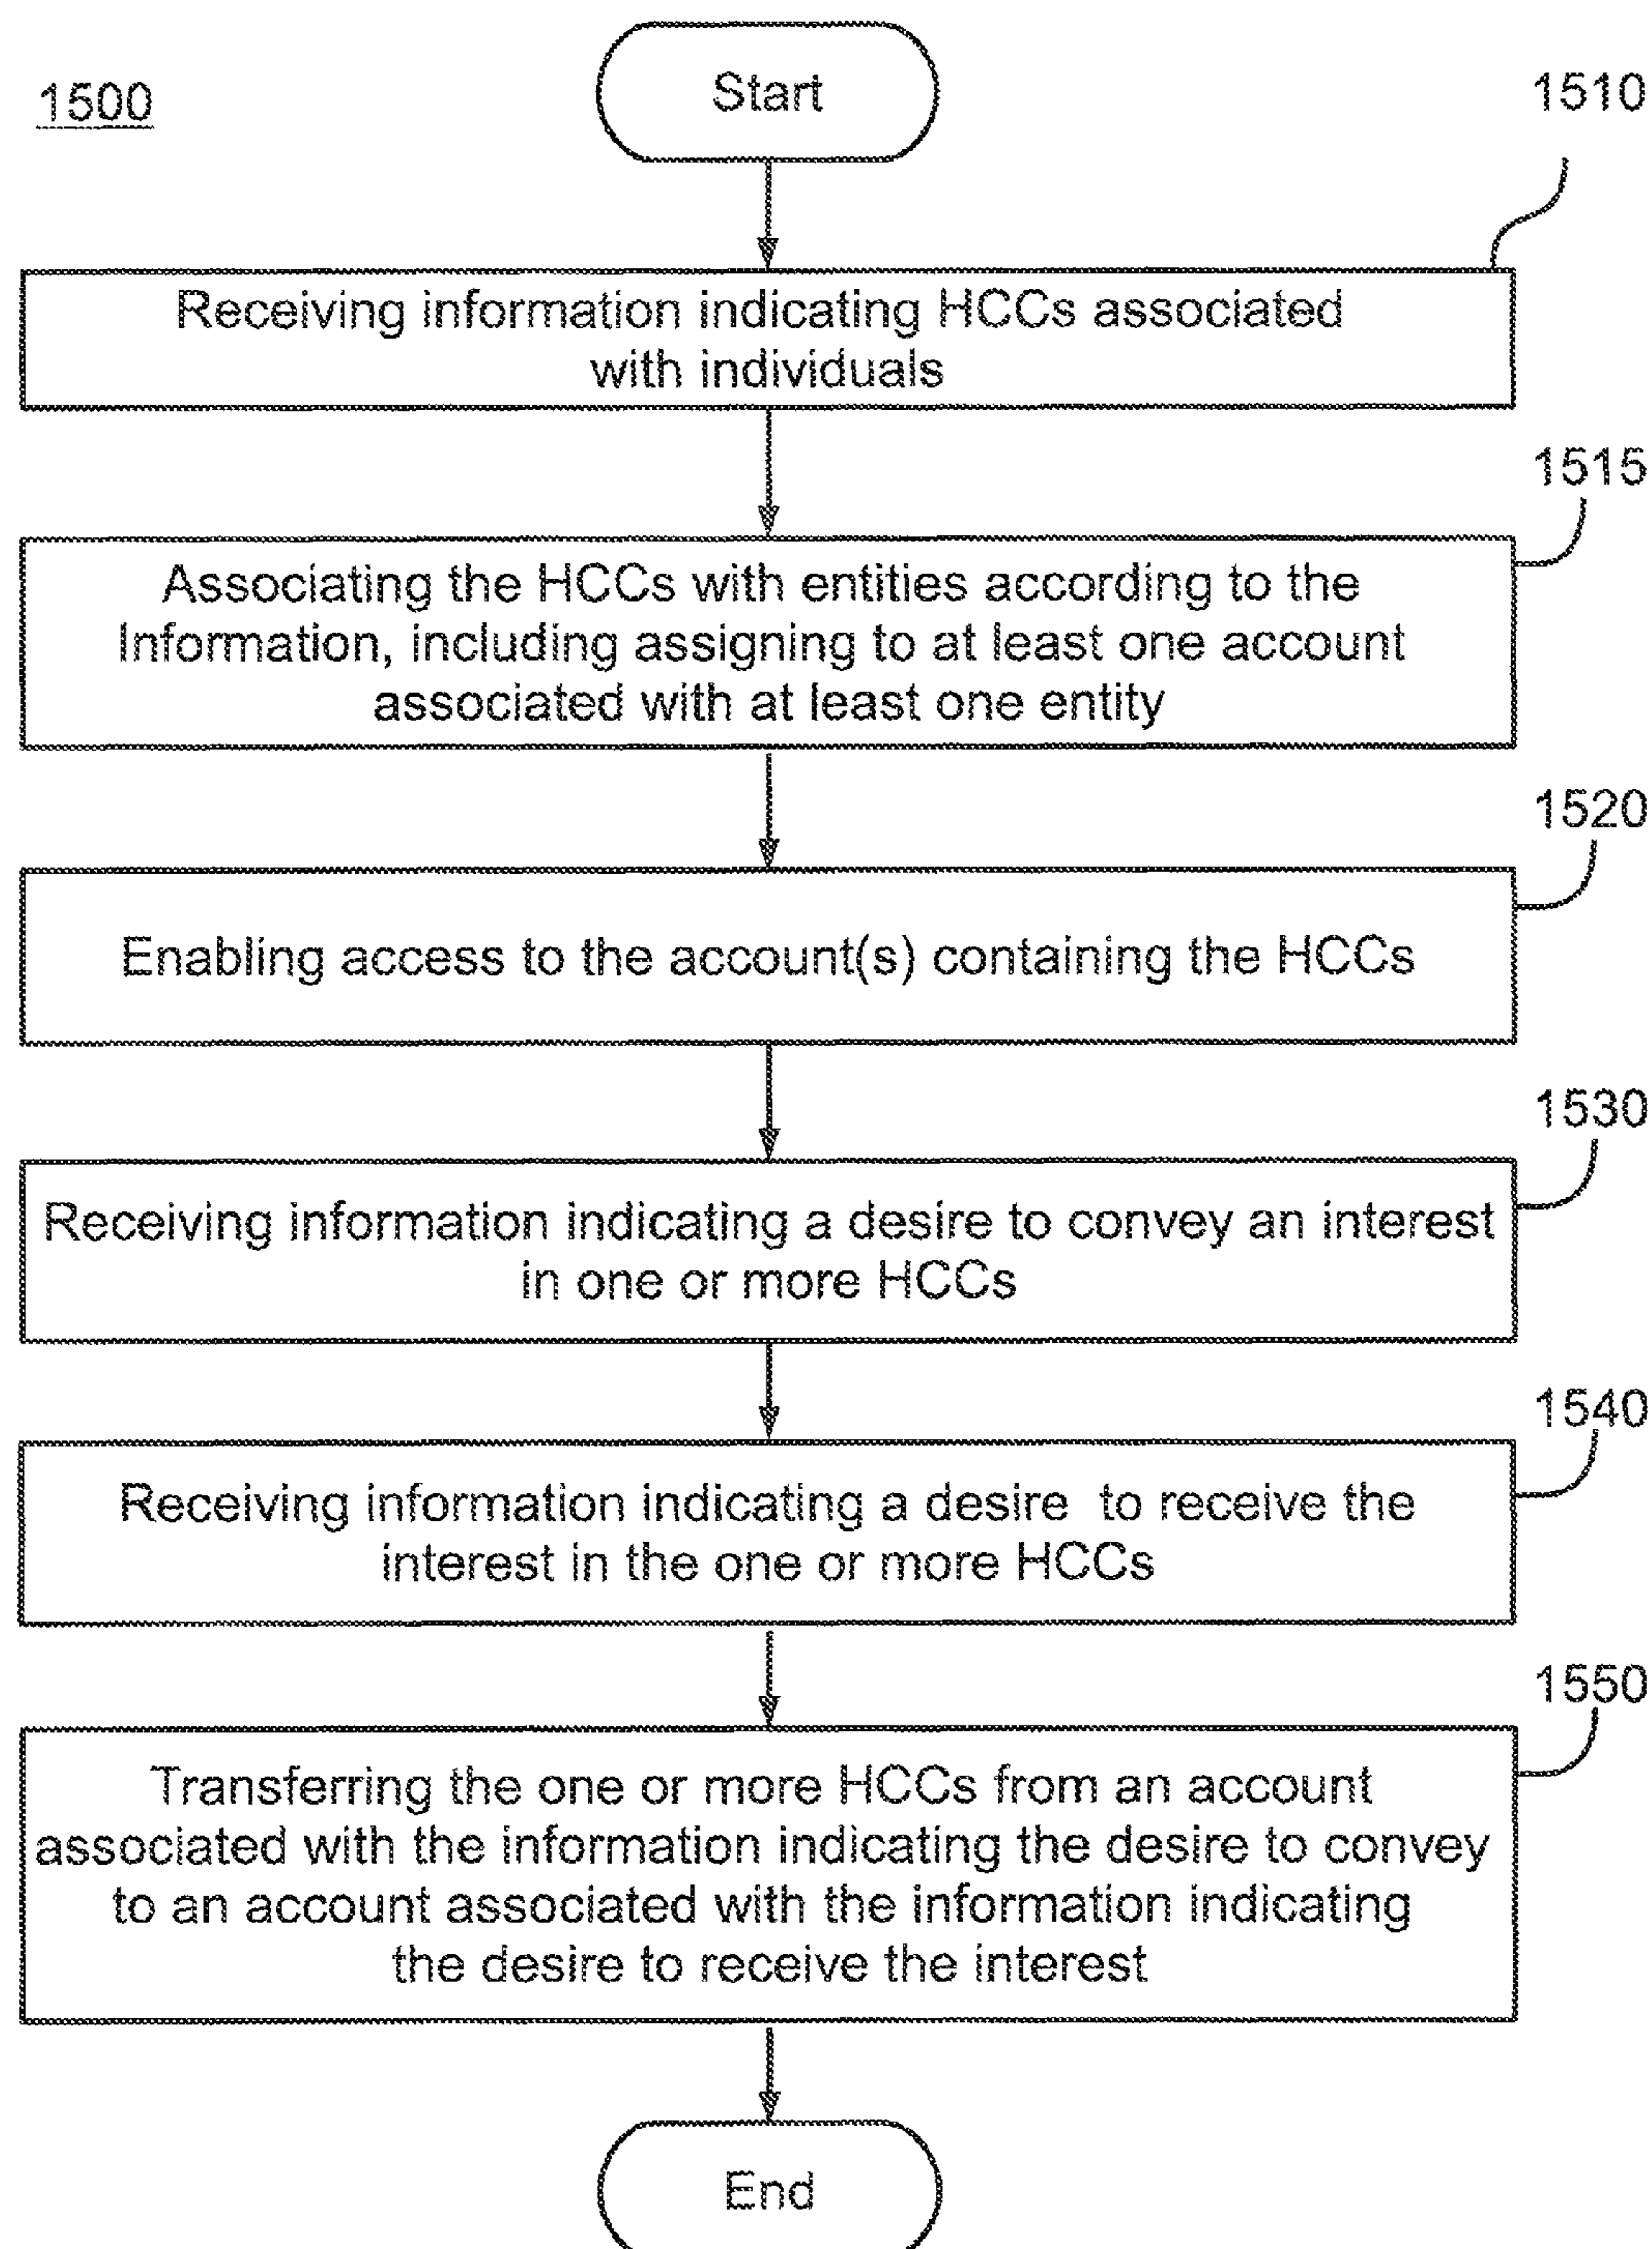 1500
Start
1510
Receiving information indicating HCCs associated
with individuals
1515
Associating the HCCs with entities according to the
Information, including assigning to at least one account
associated with at least one entity
1520
Enabling access to the account(s) containing the HCCs
1530
Receiving information indicating a desire to convey an interest
in one or more HCCs
1540
Receiving information indicating a desire to receive the
interest in the one or more HCCs
1550
Transferring the one or more HCCs from an account
associated with the information indicating the desire to convey
to an account associated with the information indicating
the desire to receive the interest
End